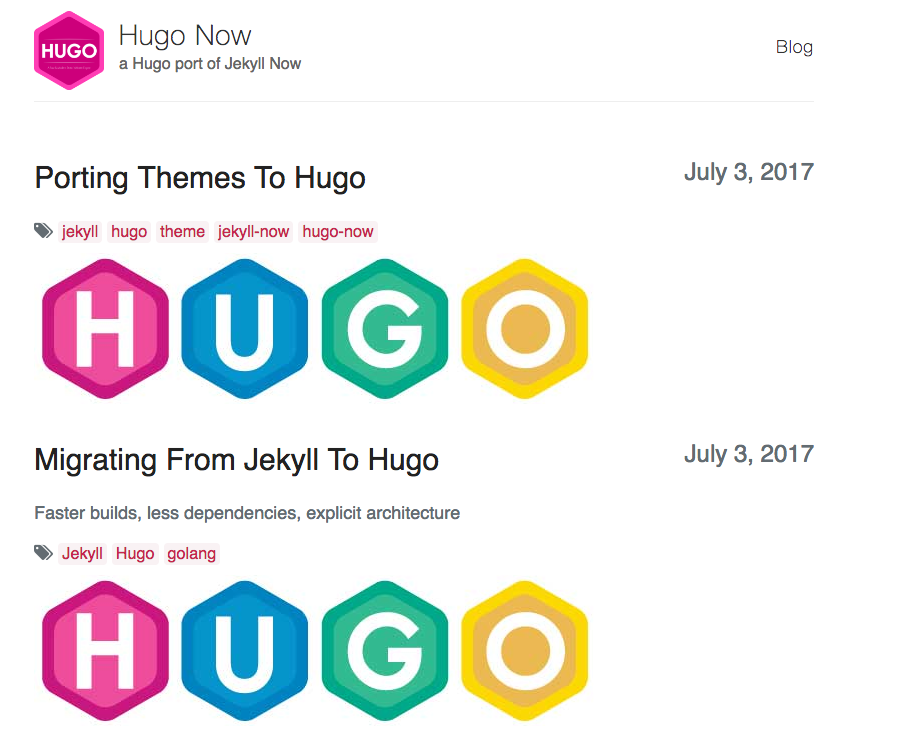 HUGO
Hugo Now
a Hugo port of Jekyll Now
Blog
Porting Themes To Hugo
July 3, 2017
jekyll hugo theme jekyll-now hugo-now
HUGO
Migrating From Jekyll To Hugo
July 3, 2017
Faster builds, less dependencies, explicit architecture
Jekyll Hugo golang
HUGO